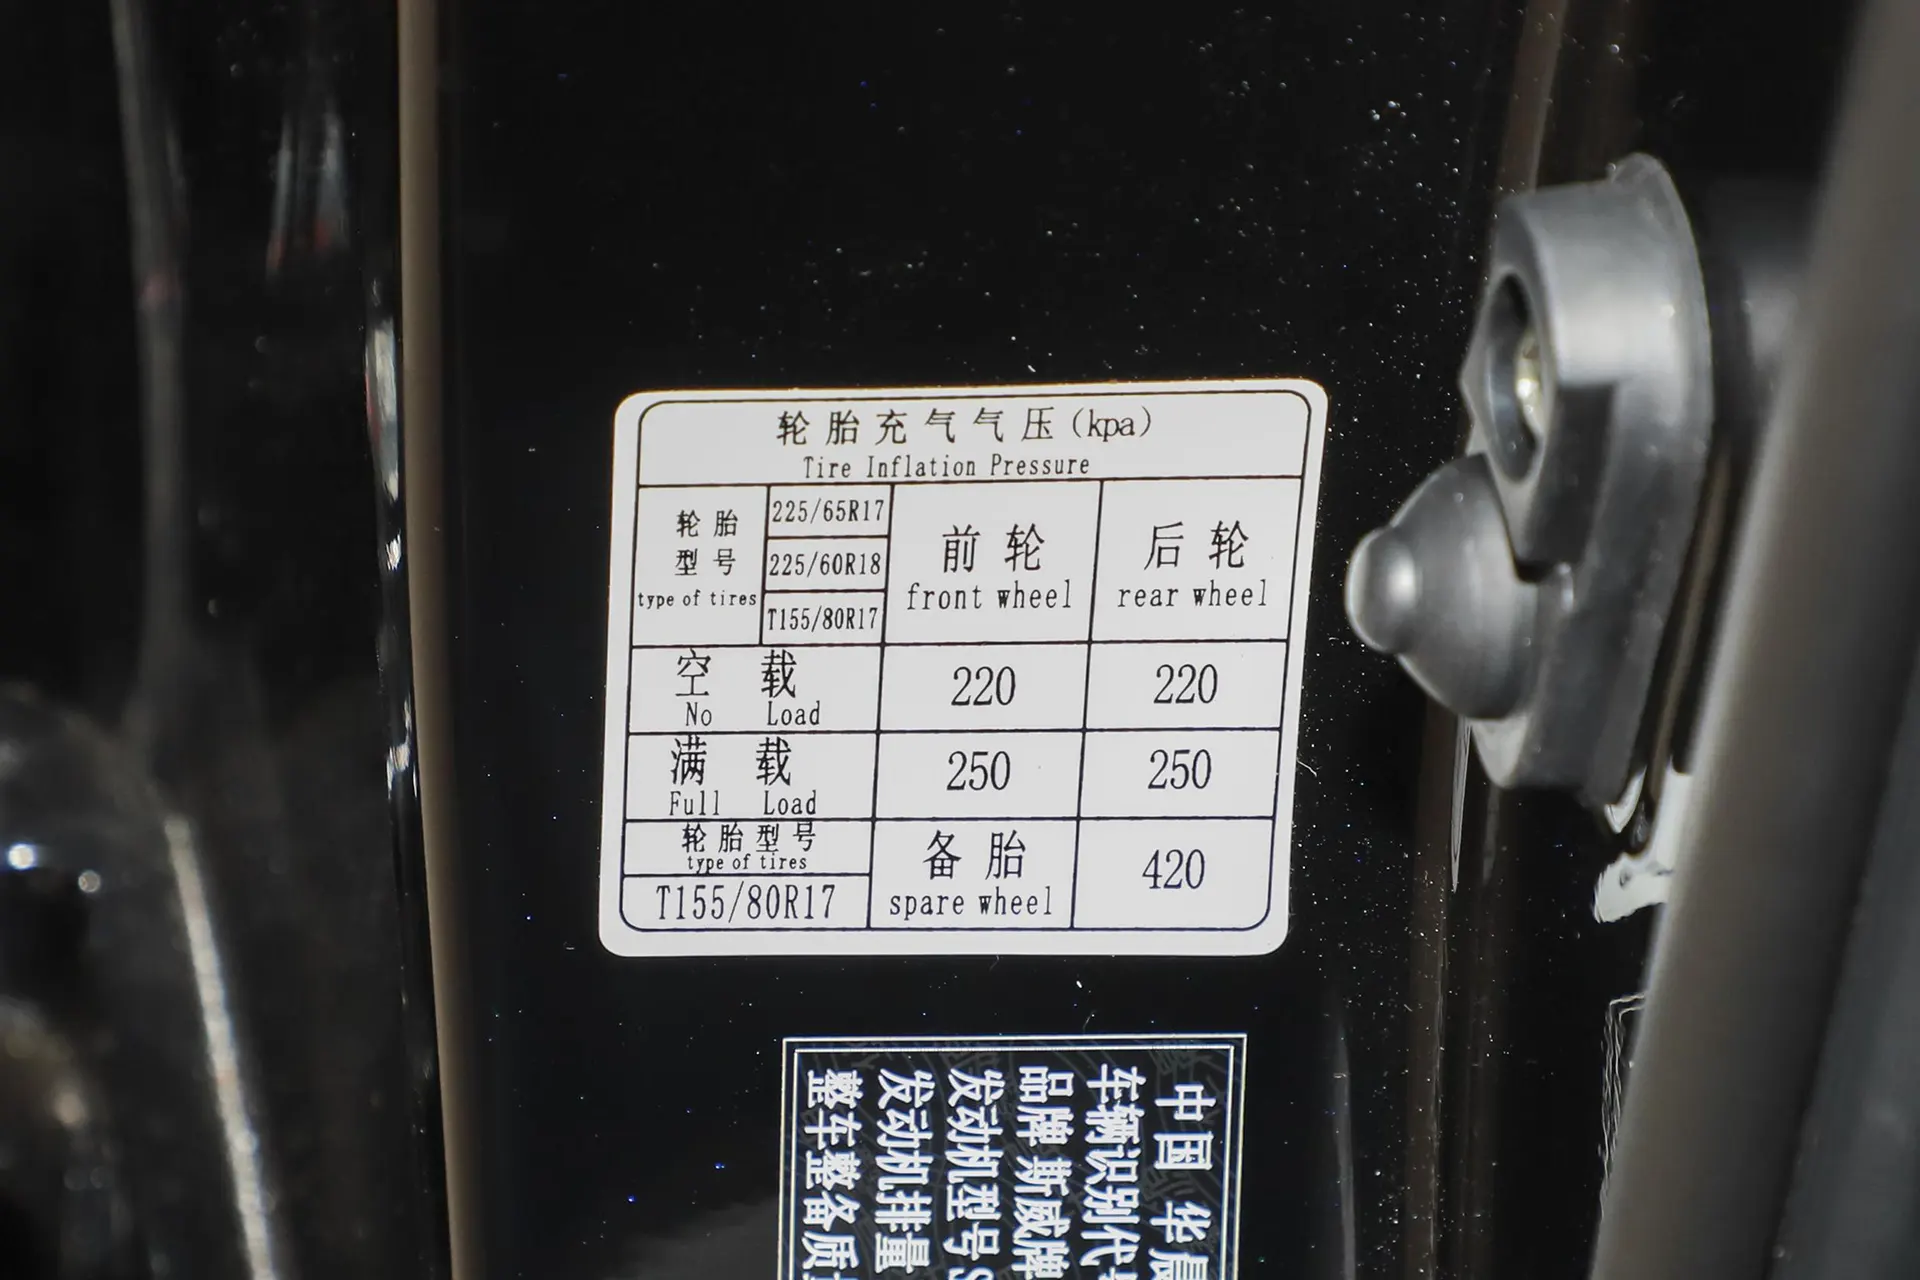 轮胎充气气压(kpa)
Tire Inflation Pressure
轮胎
型号
type of tires
225/65R17
225/60R18
T155/80R17
前轮
front wheel
后轮
rear wheel
空载
No Load
220
220
满载
Full Load
250
250
轮胎型号
type of tires
T155/80R17
备胎
spare wheel
420
中国 华晨
车辆识别代
品牌 斯威牌
发动机型号
发动机排量
整车整备质